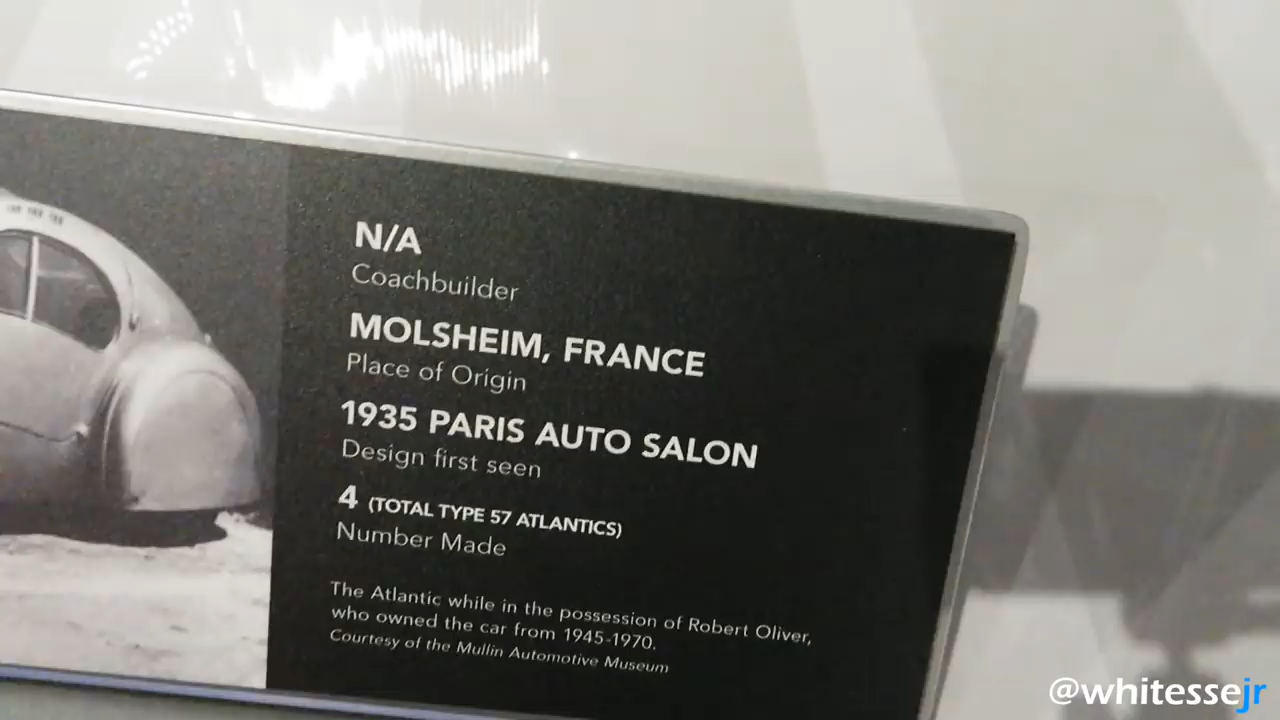 N/A
Coachbuilder
MOLSHEIM, FRANCE
Place of Origin
1935 PARIS AUTO SALON
Design first seen
4 (TOTAL TYPE 57 ATLANTICS)
Number Made
The Atlantic while in the possession of Robert Oliver,
who owned the car from 1945-1970.
Courtesy of the Mullin Automotive Museum
@whitessejr